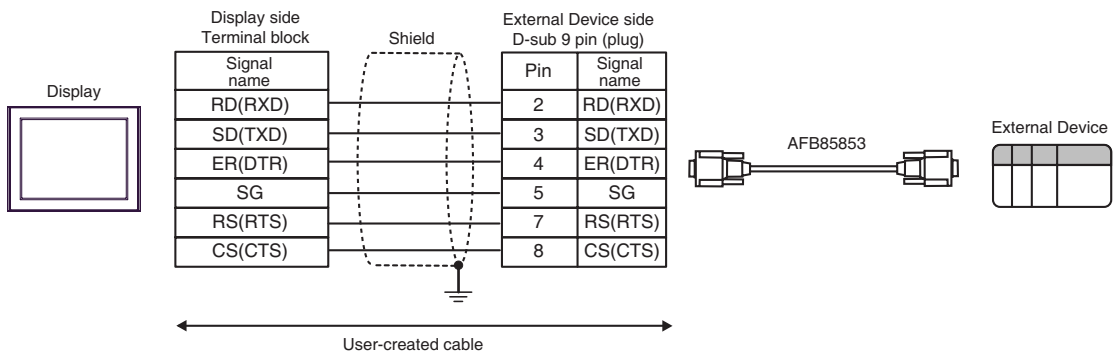 Display
Display side
Terminal block
Shield
External Device side
D-sub 9 pin (plug)
Signal
name
Pin
Signal
name
RD(RXD)
2
RD(RXD)
SD(TXD)
3
SD(TXD)
ER(DTR)
4
ER(DTR)
SG
5
SG
RS(RTS)
7
RS(RTS)
CS(CTS)
8
CS(CTS)
AFB85853
External Device
User-created cable